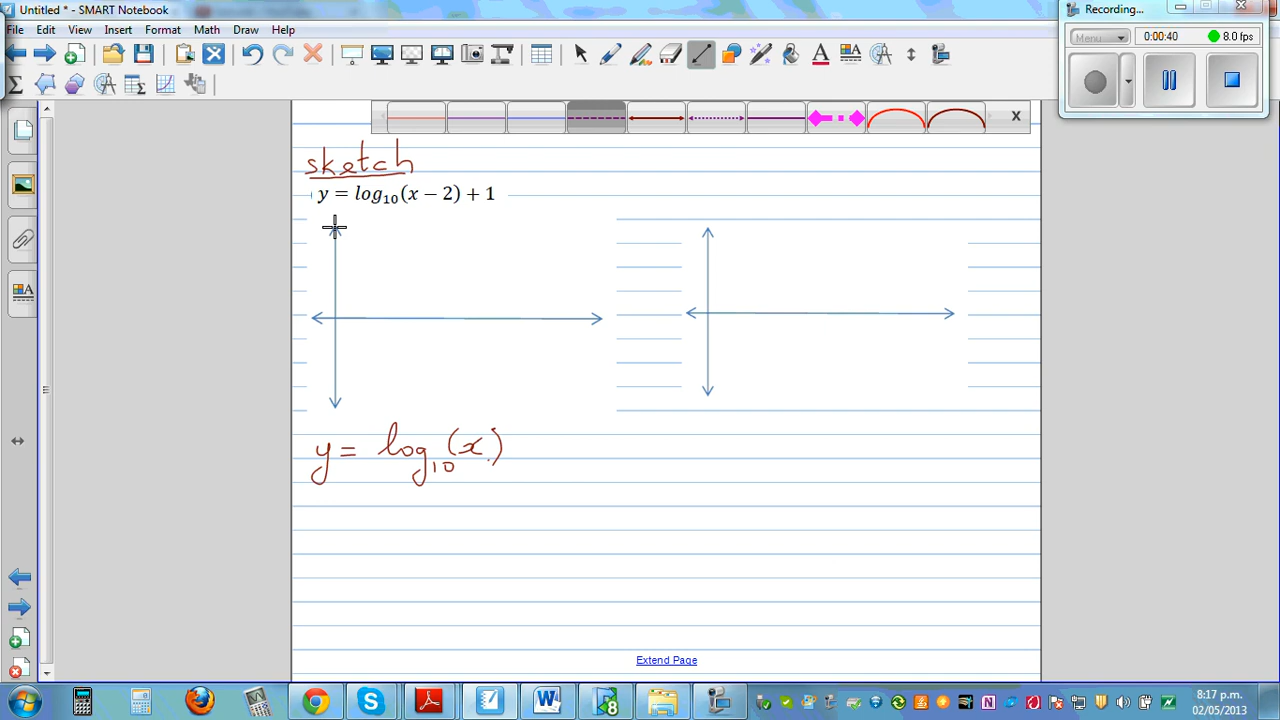 Untitled * - SMART Notebook
Recording...
File Edit View Insert Format Math Draw Help
Menu
0:00:40
8.0 fps
sketch
y = log₁₀(x − 2) + 1
y = log₁₀(x)
Extend Page
8:17 p.m.
02/05/2013